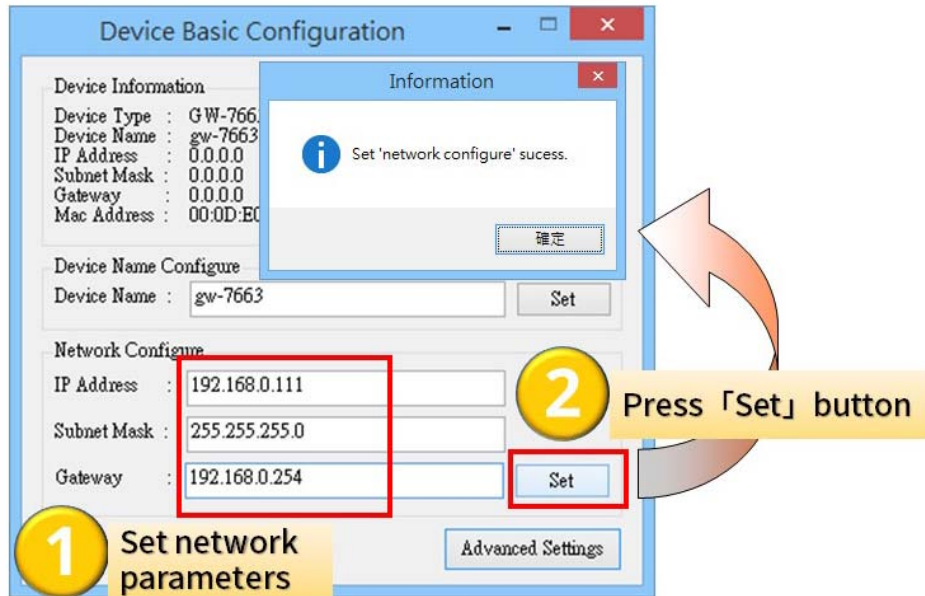 Device Basic Configuration
Information
Device Information
Device Type : GW-766
Device Name : gw-7663
IP Address : 0.0.0.0
Subnet Mask : 0.0.0.0
Gateway : 0.0.0.0
Mac Address : 00:0D:E0
Set 'network configure' sucess.
確定
Device Name Configure
Device Name : gw-7663 Set
Network Configure
IP Address : 192.168.0.111
Subnet Mask : 255.255.255.0
Gateway : 192.168.0.254 Set
2 Press「Set」button
1 Set network
parameters
Advanced Settings